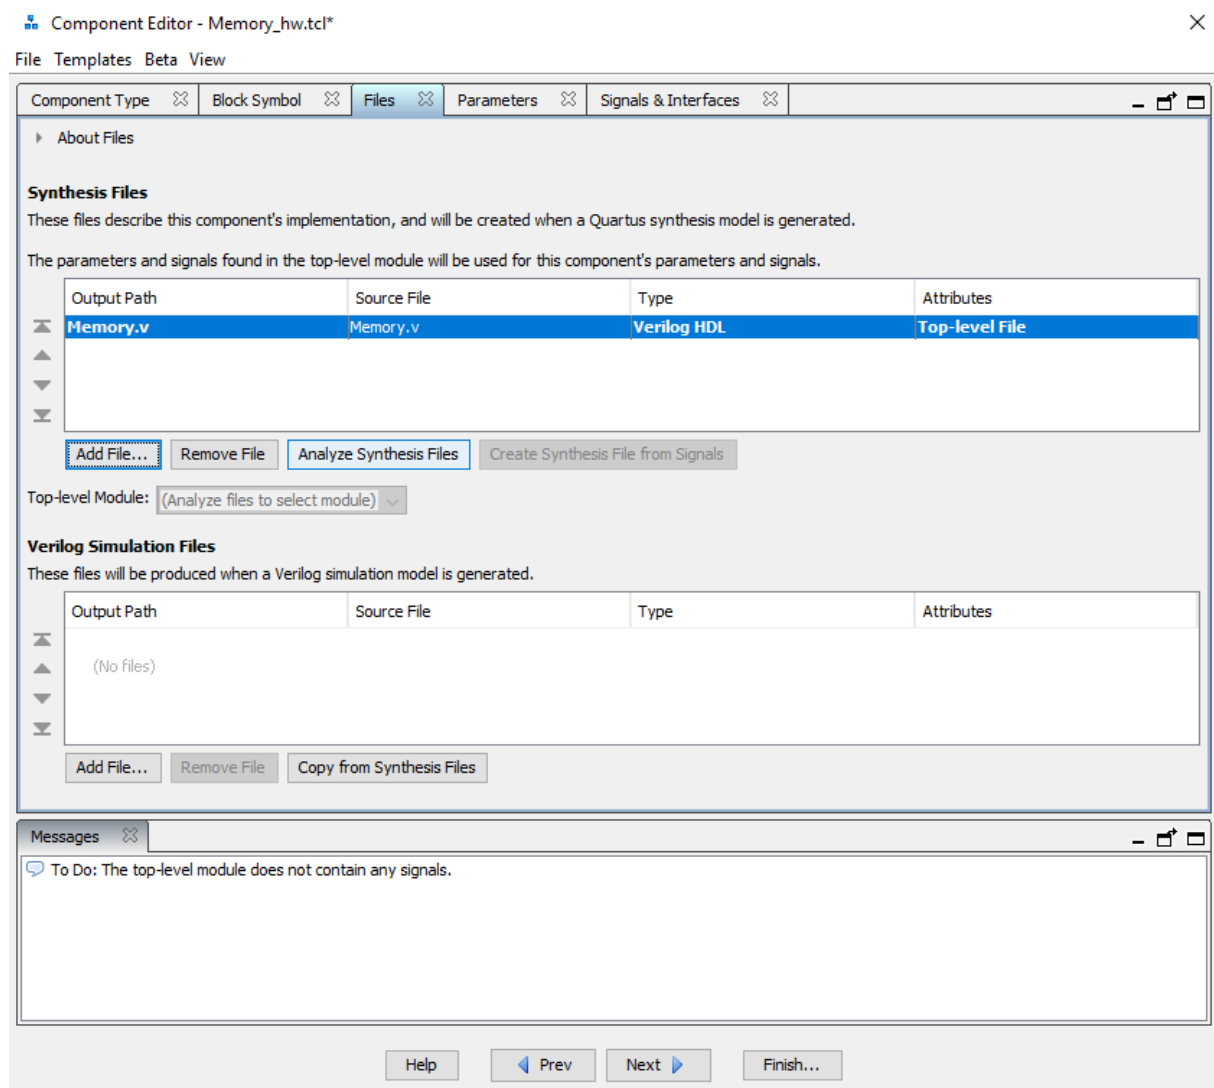 Component Editor - Memory_hw.tcl*
File Templates Beta View
Component Type Block Symbol Files Parameters Signals & Interfaces
About Files
Synthesis Files
These files describe this component's implementation, and will be created when a Quartus synthesis model is generated.
The parameters and signals found in the top-level module will be used for this component's parameters and signals.
Output Path Source File Type Attributes
Memory.v Memory.v Verilog HDL Top-level File
Add File... Remove File Analyze Synthesis Files Create Synthesis File from Signals
Top-level Module: (Analyze files to select module)
Verilog Simulation Files
These files will be produced when a Verilog simulation model is generated.
Output Path Source File Type Attributes
(No files)
Add File... Remove File Copy from Synthesis Files
Messages
To Do: The top-level module does not contain any signals.
Help Prev Next Finish...